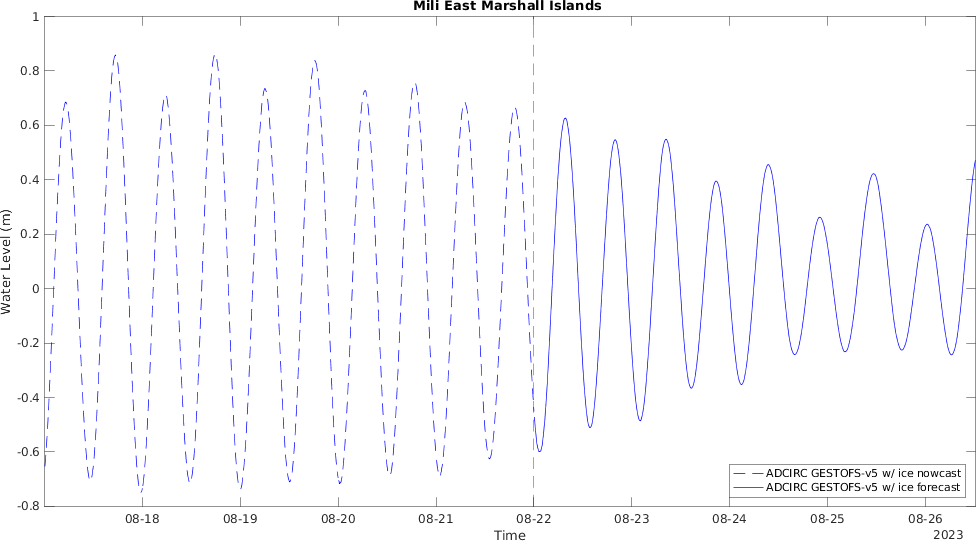 Mili East Marshall Islands
1
0.8
0.6
0.4
0.2
0
-0.2
-0.4
-0.6
-0.8
Water Level (m)
ADCIRC GESTOFS-v5 w/ ice nowcast
ADCIRC GESTOFS-v5 w/ ice forecast
08-18 08-19 08-20 08-21 08-22 08-23 08-24 08-25 08-26
Time
2023